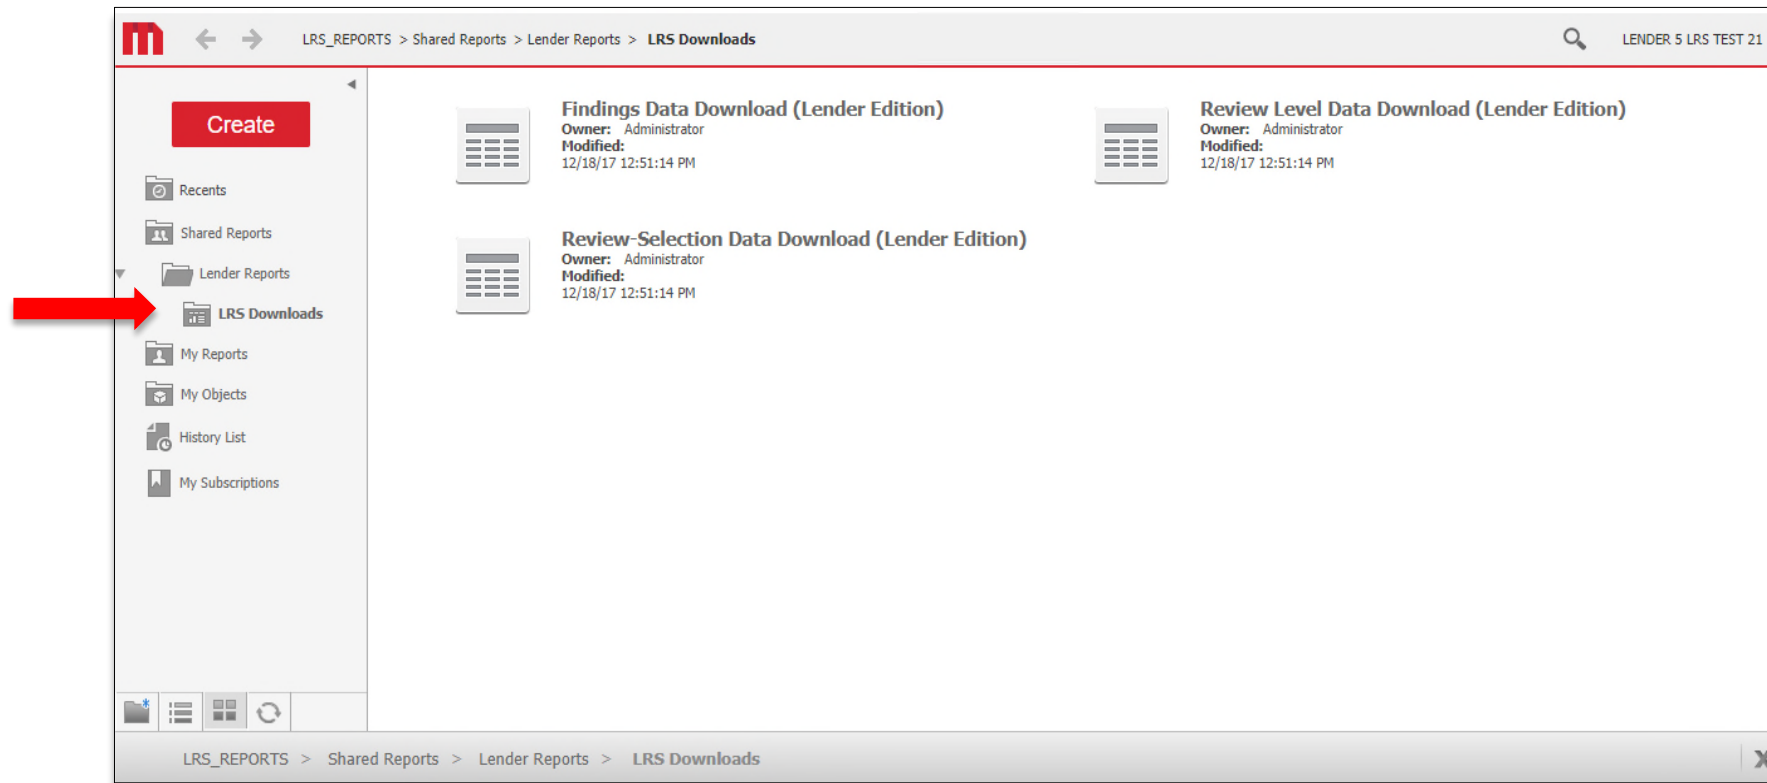 LRS_REPORTS > Shared Reports > Lender Reports > LRS Downloads
LENDER 5 LRS TEST 21
Create
Recents
Shared Reports
Lender Reports
LRS Downloads
My Reports
My Objects
History List
My Subscriptions
Findings Data Download (Lender Edition)
Owner: Administrator
Modified:
12/18/17 12:51:14 PM
Review Level Data Download (Lender Edition)
Owner: Administrator
Modified:
12/18/17 12:51:14 PM
Review-Selection Data Download (Lender Edition)
Owner: Administrator
Modified:
12/18/17 12:51:14 PM
LRS_REPORTS > Shared Reports > Lender Reports > LRS Downloads